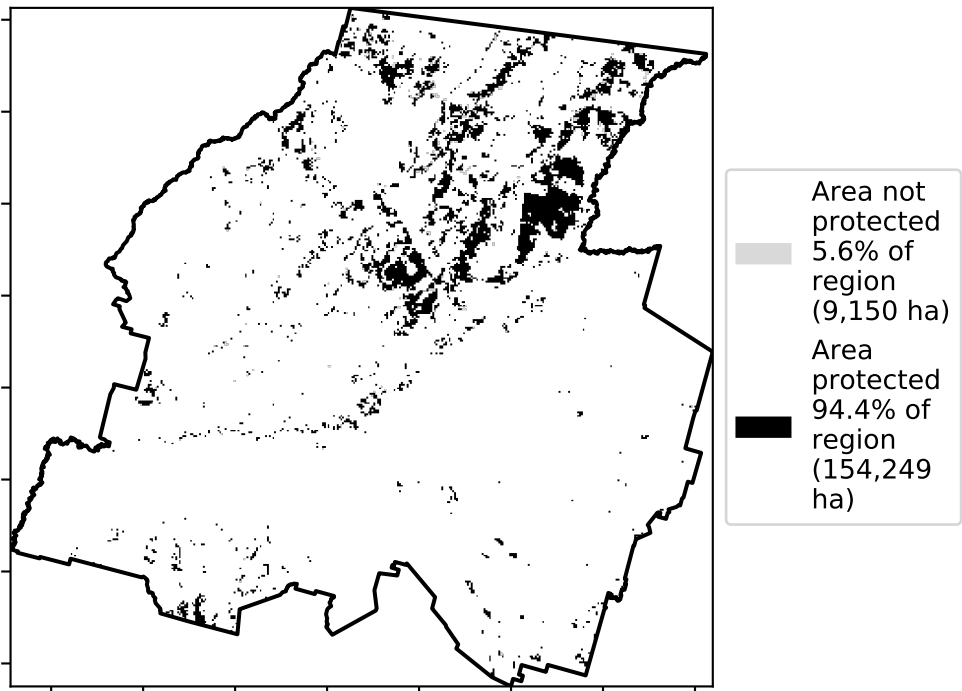 Area not
protected
5.6% of
region
(9,150 ha)
Area
protected
94.4% of
region
(154,249
ha)